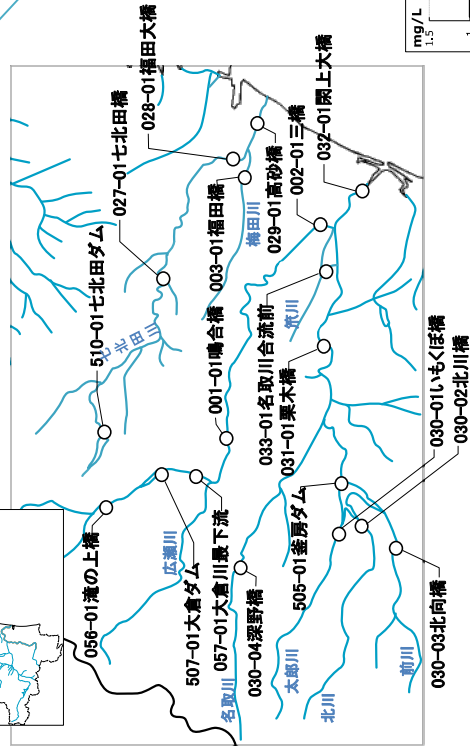 mg/L
1.5
1
510-01七北田ダム
027-01七北田橋
028-01福田大橋
七北田川
003-01福田橋
梅田川
029-01高砂橋
002-01三橋
032-01閖上大橋
001-01鳴合橋
033-01名取川合流前
笊川
031-01栗木橋
056-01滝の上橋
広瀬川
507-01大倉ダム
057-01大倉川最下流
名取川
030-04深野橋
505-01釜房ダム
030-01いもくぼ橋
030-02北川橋
太郎川
北川
前川
030-03北向橋